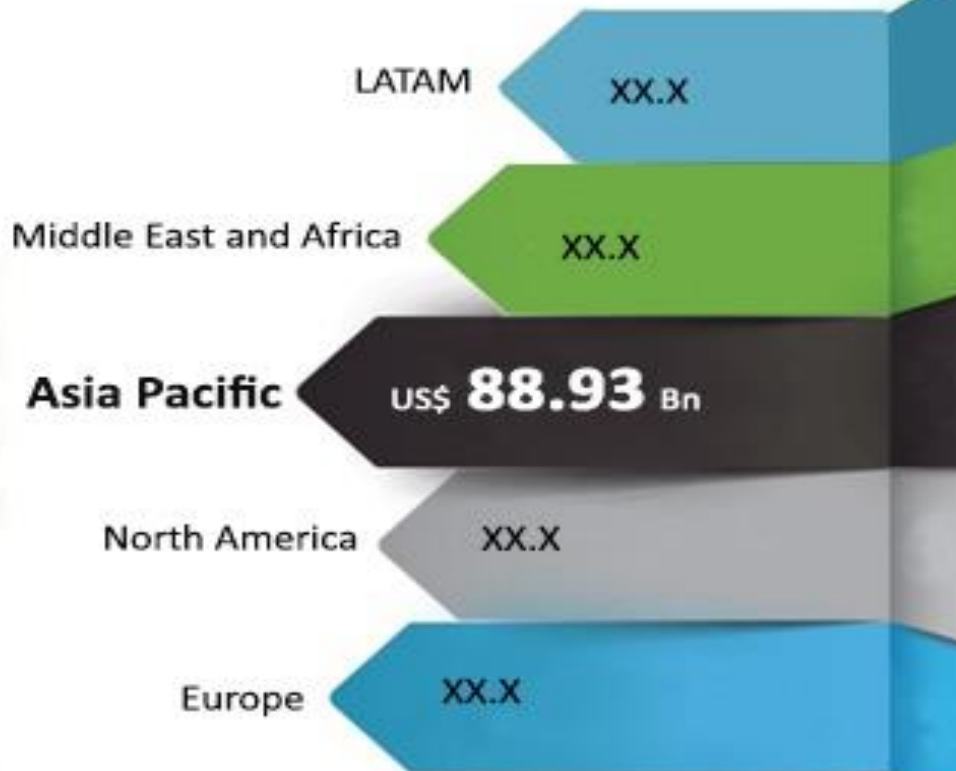 LATAM XX.X
Middle East and Africa XX.X
Asia Pacific US$ 88.93 Bn
North America XX.X
Europe XX.X